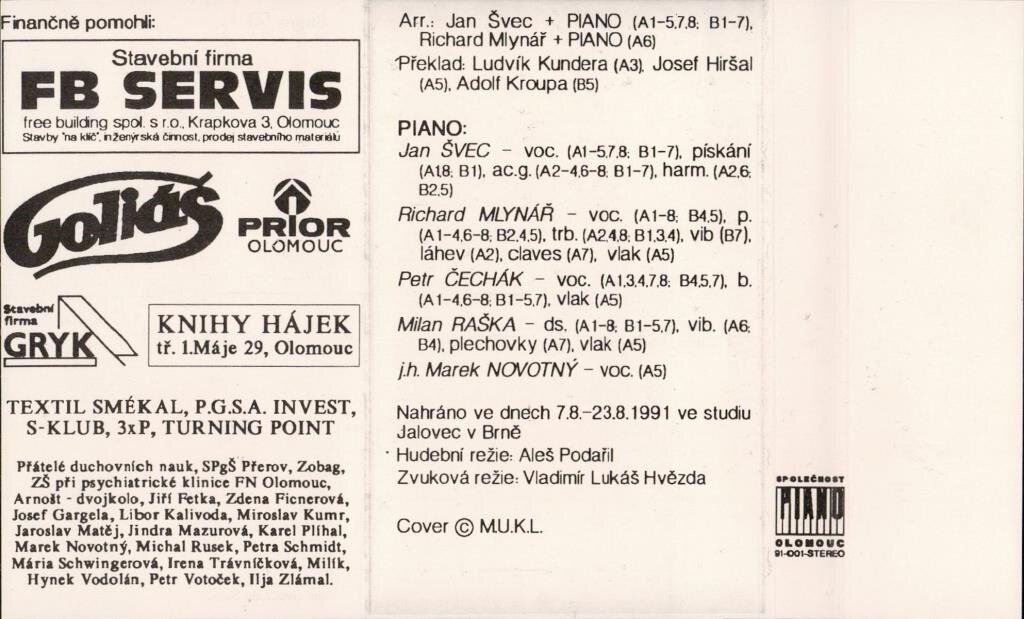 Finančně pomohli:
Stavební firma
FB SERVIS
free building spol. s r.o., Krapkova 3, Olomouc
Stavby "na klíč", inženýrská činnost, prodej stavebního materiálu
Goliáš
PRIOR
OLOMOUC
Stavební
firma
GRYK
KNIHY HÁJEK
tř. 1.Máje 29, Olomouc
TEXTIL SMÉKAL, P.G.S.A. INVEST,
S-KLUB, 3xP, TURNING POINT
Přátelé duchovních nauk, SPgŠ Přerov, Zobag,
ZŠ při psychiatrické klinice FN Olomouc,
Arnošt - dvojkolo, Jiří Fetka, Zdena Ficnerová,
Josef Gargela, Libor Kalivoda, Miroslav Kumr,
Jaroslav Matěj, Jindra Mazurová, Karel Plíhal,
Marek Novotný, Michal Rusek, Petra Schmidt,
Mária Schwingerová, Irena Trávníčková, Milík,
Hynek Vodolán, Petr Votoček, Ilja Zlámal.
Arr.: Jan Švec + PIANO (A1-5,7,8; B1-7),
Richard Mlynář + PIANO (A6)
Překlad: Ludvík Kundera (A3), Josef Hiršal
(A5), Adolf Kroupa (B5)
PIANO:
Jan ŠVEC - voc. (A1-5,7,8; B1-7), pískání
(A1,8; B1), ac.g. (A2-4,6-8; B1-7), harm. (A2,6;
B2,5)
Richard MLYNÁŘ - voc. (A1-8; B4,5), p.
(A1-4,6-8; B2,4,5), trb. (A2,4,8; B1,3,4), vib (B7),
láhev (A2), claves (A7), vlak (A5)
Petr ČECHÁK - voc. (A1,3,4,7,8; B4,5,7), b.
(A1-4,6-8; B1-5,7), vlak (A5)
Milan RAŠKA - ds. (A1-8; B1-5,7), vib. (A6;
B4), plechovky (A7), vlak (A5)
j.h. Marek NOVOTNÝ - voc. (A5)
Nahráno ve dnech 7.8.-23.8.1991 ve studiu
Jalovec v Brně
Hudební režie: Aleš Podařil
Zvuková režie: Vladimír Lukáš Hvězda
Cover © M.U.K.L.
SPOLEČNOST
PIANO
OLOMOUC
91-001-STEREO